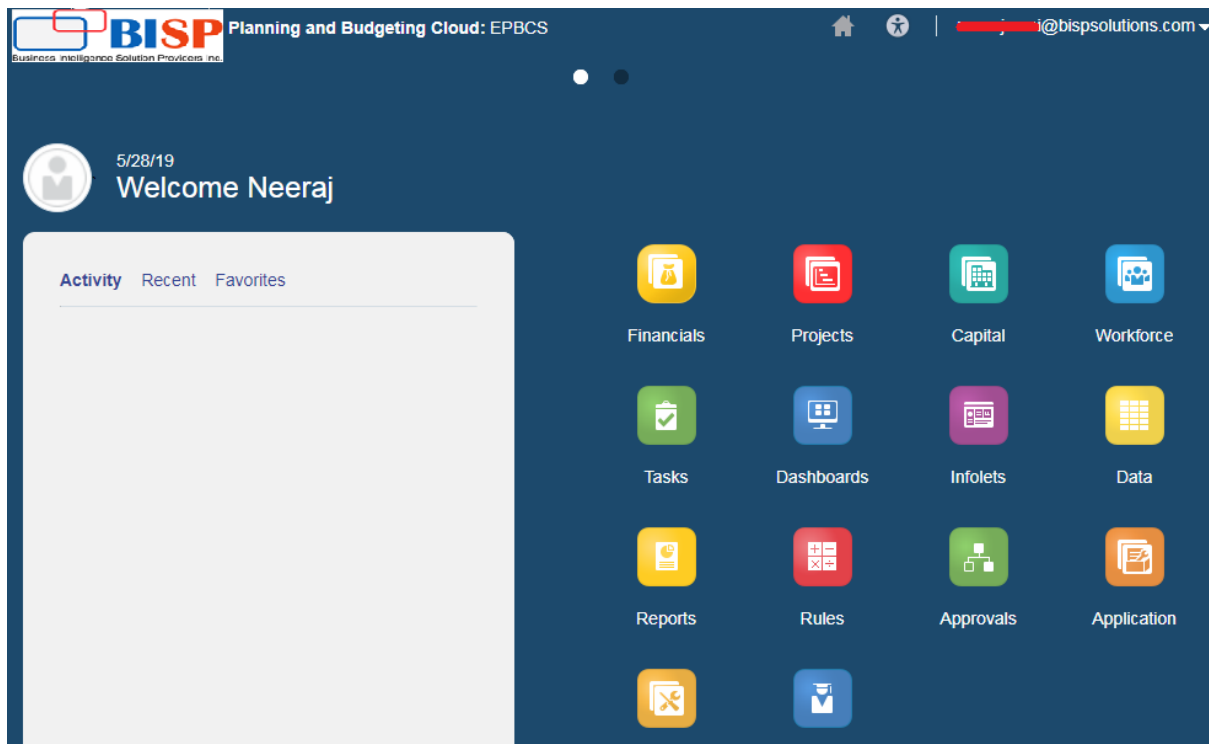 BISP
Business Intelligence Solution Providers Inc.
Planning and Budgeting Cloud: EPBCS
i@bispsolutions.com
5/28/19
Welcome Neeraj
Activity Recent Favorites
Financials Projects Capital Workforce
Tasks Dashboards Infolets Data
Reports Rules Approvals Application